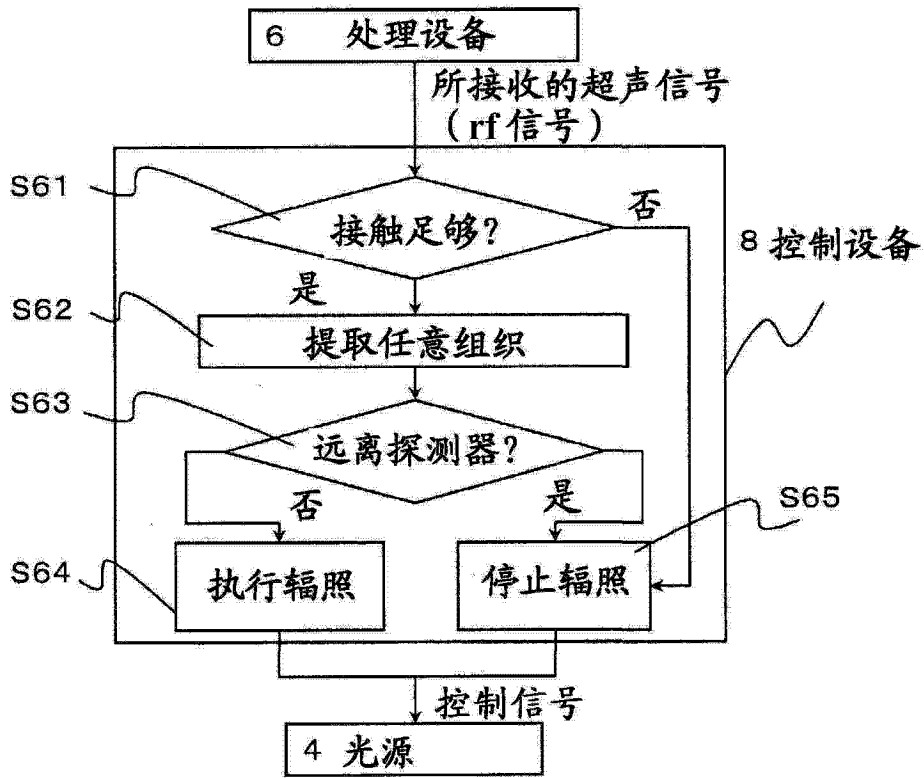 6 处理设备
所接收的超声信号
（rf信号）
S61
接触足够？
否
8 控制设备
是
S62
提取任意组织
S63
远离探测器？
否
是
S65
S64
执行辐照
停止辐照
控制信号
4 光源